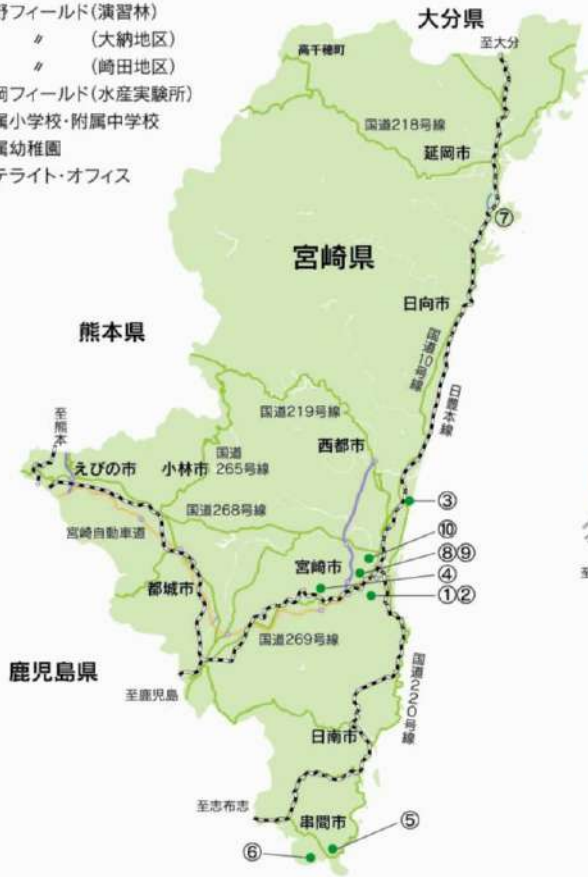 野フィールド(演習林)
〃 (大納地区)
〃 (崎田地区)
岡フィールド(水産実験所)
属小学校・附属中学校
属幼稚園
テライト・オフィス
大分県
至大分
高千穂町
国道218号線
延岡市
⑦
宮崎県
日向市
熊本県
国道10号線
日豊本線
国道219号線
至熊本
西都市
えびの市
小林市
国道
265号線
③
国道268号線
宮崎自動車道
⑩
宮崎市
⑧⑨
④
都城市
①②
国道269号線
鹿児島県
国道220号線
至鹿児島
日南市
至志布志
串間市
⑤
⑥